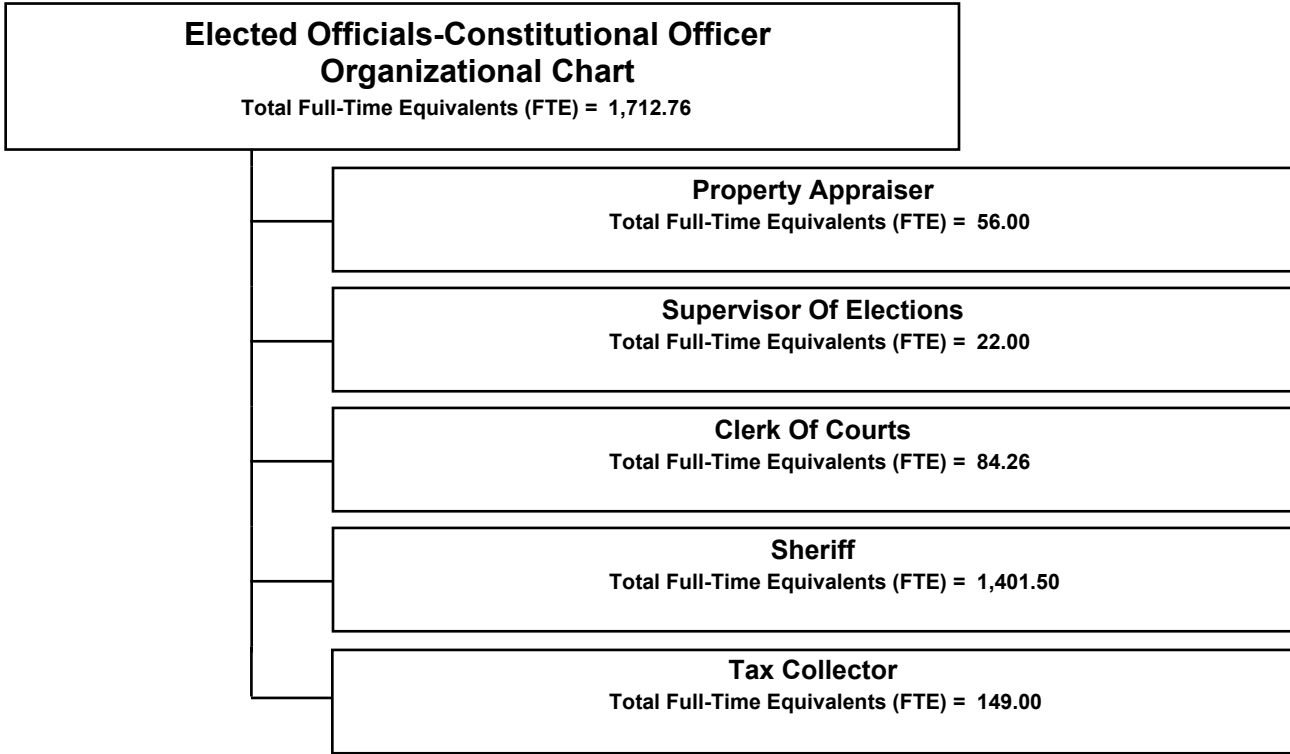 Elected Officials-Constitutional Officer
Organizational Chart
Total Full-Time Equivalents (FTE) = 1,712.76
Property Appraiser
Total Full-Time Equivalents (FTE) = 56.00
Supervisor Of Elections
Total Full-Time Equivalents (FTE) = 22.00
Clerk Of Courts
Total Full-Time Equivalents (FTE) = 84.26
Sheriff
Total Full-Time Equivalents (FTE) = 1,401.50
Tax Collector
Total Full-Time Equivalents (FTE) = 149.00